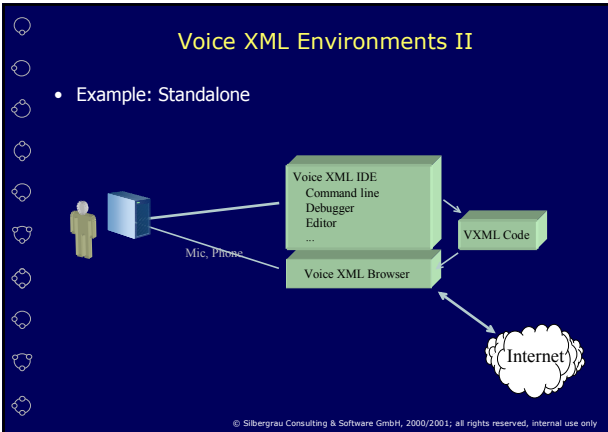 Voice XML Environments II
• Example: Standalone
Voice XML IDE
Command line
Debugger
Editor
...
VXML Code
Mic, Phone
Voice XML Browser
Internet
© Silbergrau Consulting & Software GmbH, 2000/2001; all rights reserved, internal use only